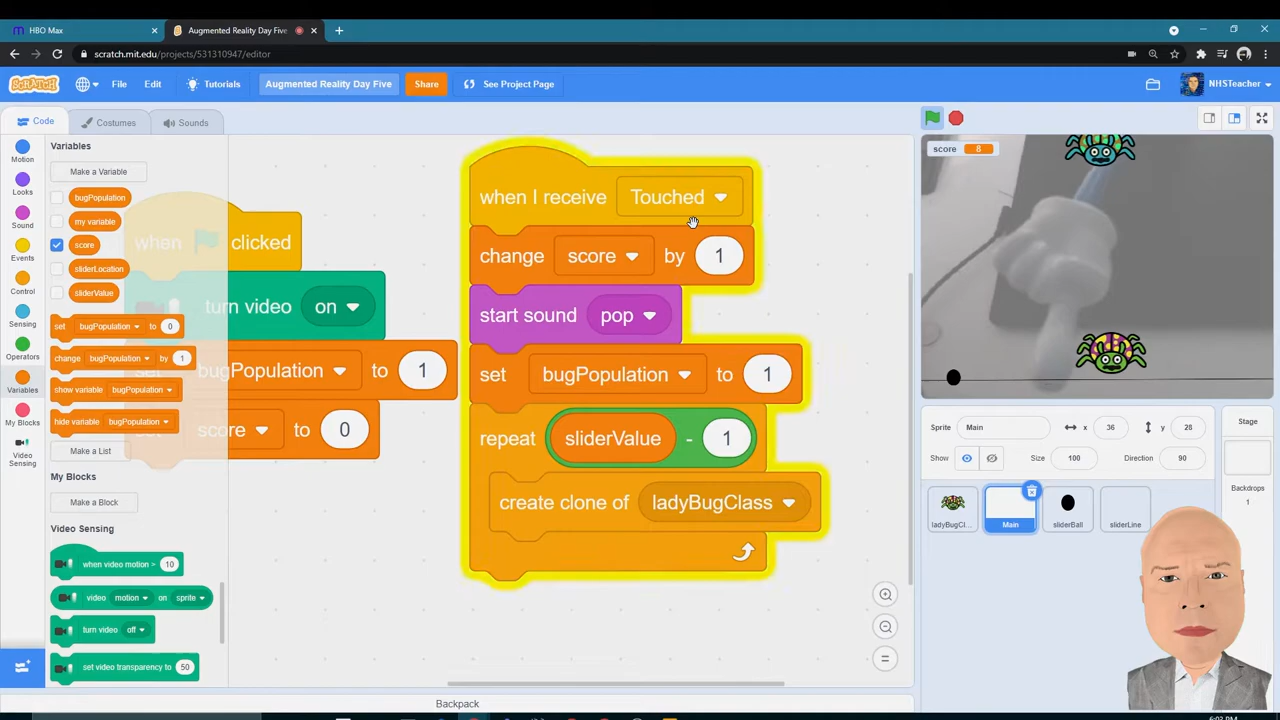 HBO Max
Augmented Reality Day Five
scratch.mit.edu/projects/531310947/editor
SCRATCH
File
Edit
Tutorials
Augmented Reality Day Five
Share
See Project Page
NHSTeacher
Code
Costumes
Sounds
Motion
Looks
Sound
Events
Control
Sensing
Operators
Variables
My Blocks
Video
Sensing
Variables
Make a Variable
bugPopulation
my variable
score
sliderLocation
sliderValue
set bugPopulation to 0
change bugPopulation by 1
show variable bugPopulation
hide variable bugPopulation
Make a List
My Blocks
Make a Block
Video Sensing
when video motion > 10
video motion on sprite
turn video off
set video transparency to 50
when clicked
turn video on
set bugPopulation to 1
set score to 0
when I receive Touched
change score by 1
start sound pop
set bugPopulation to 1
repeat sliderValue - 1
create clone of ladyBugClass
Backpack
score 8
Sprite Main x 36 y 28
Show Size 100 Direction 90
ladyBugCl...
Main
sliderBall
sliderLine
Stage
Backdrops
1
6:03 PM